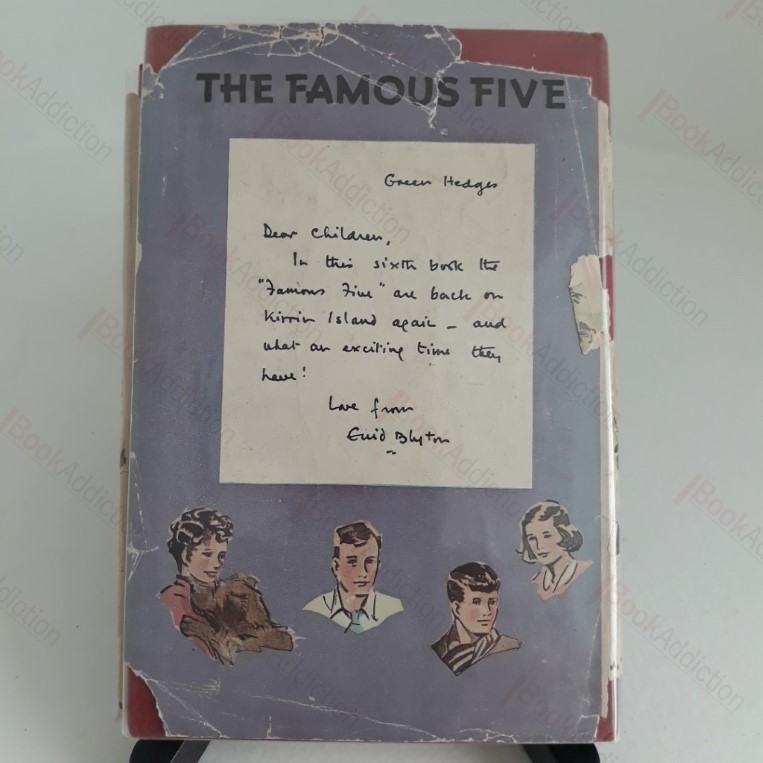 THE FAMOUS FIVE
Green Hedges
Dear Children,
In this sixth book the
"Famous Five" are back on
Kirrin Island again – and
what an exciting time they
have!
Love from
Enid Blyton
BookAddiction